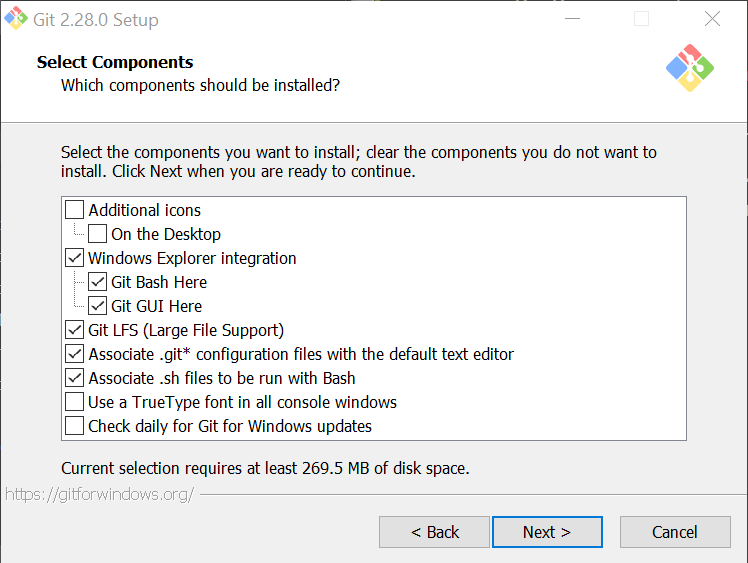 Git 2.28.0 Setup
Select Components
Which components should be installed?
Select the components you want to install; clear the components you do not want to
install. Click Next when you are ready to continue.
Additional icons
On the Desktop
Windows Explorer integration
Git Bash Here
Git GUI Here
Git LFS (Large File Support)
Associate .git* configuration files with the default text editor
Associate .sh files to be run with Bash
Use a TrueType font in all console windows
Check daily for Git for Windows updates
Current selection requires at least 269.5 MB of disk space.
https://gitforwindows.org/
< Back Next > Cancel